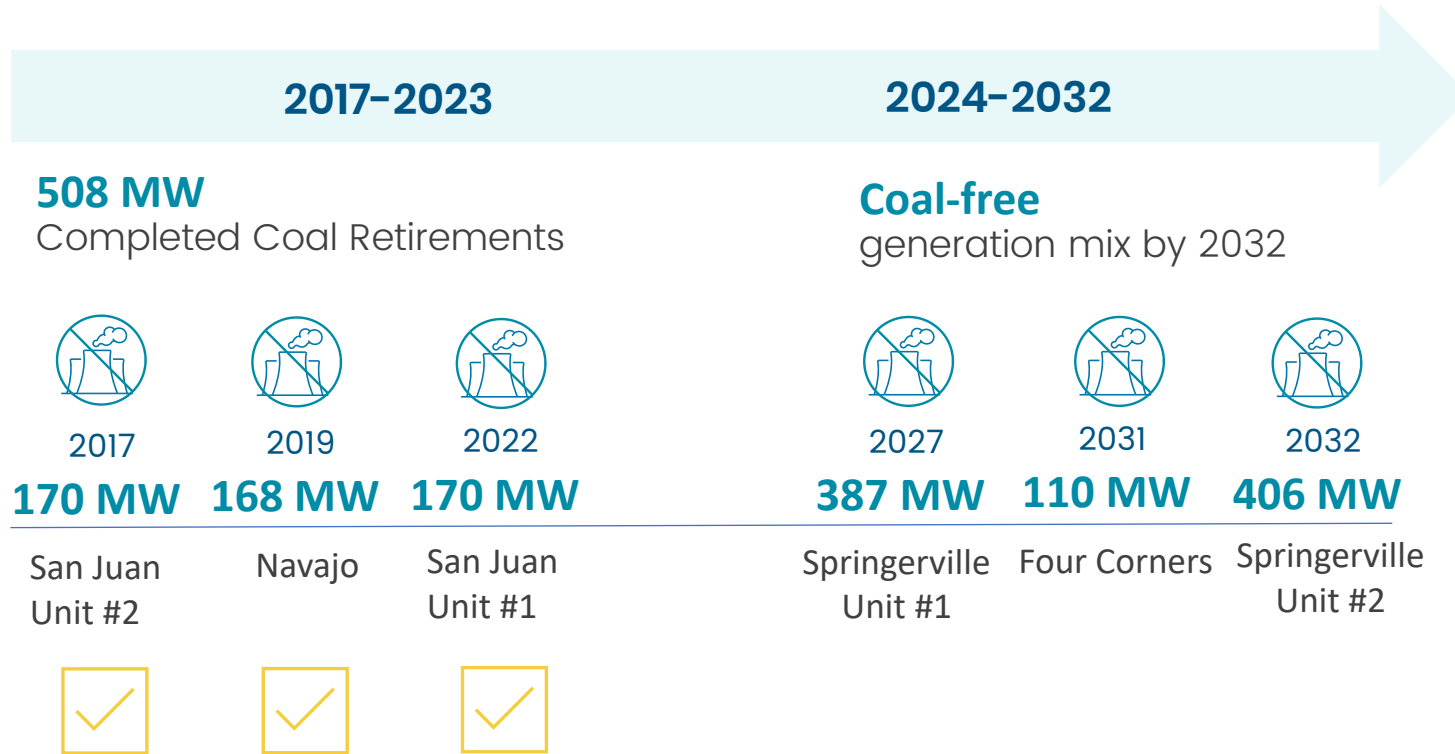 2017-2023
2024-2032
508 MW
Completed Coal Retirements
Coal-free
generation mix by 2032
2017
2019
2022
2027
2031
2032
170 MW
168 MW
170 MW
387 MW
110 MW
406 MW
San Juan
Unit #2
Navajo
San Juan
Unit #1
Springerville
Unit #1
Four Corners
Springerville
Unit #2